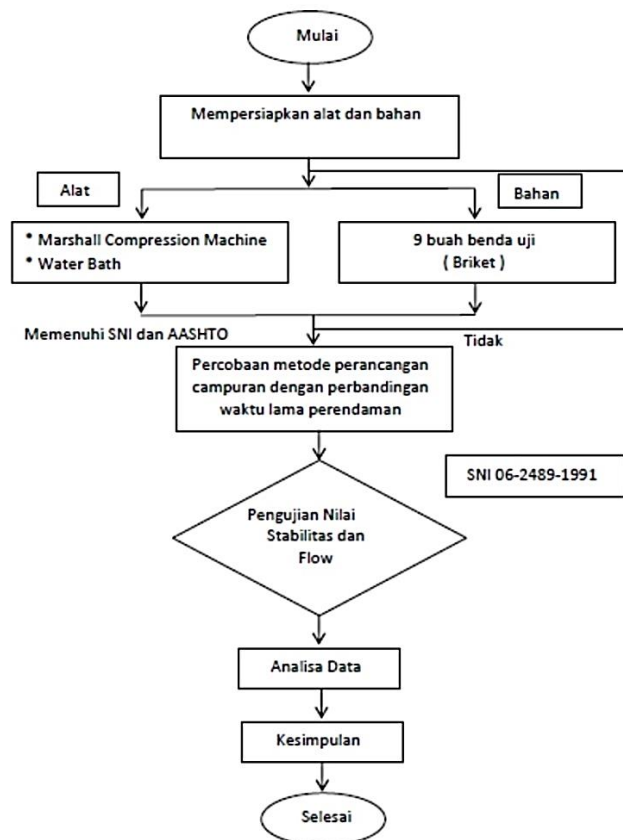 Mulai
Mempersiapkan alat dan bahan
Alat
Bahan
* Marshall Compression Machine
* Water Bath
9 buah benda uji
( Briket )
Memenuhi SNI dan AASHTO
Tidak
Percobaan metode perancangan
campuran dengan perbandingan
waktu lama perendaman
SNI 06-2489-1991
Pengujian Nilai
Stabilitas dan
Flow
Analisa Data
Kesimpulan
Selesai